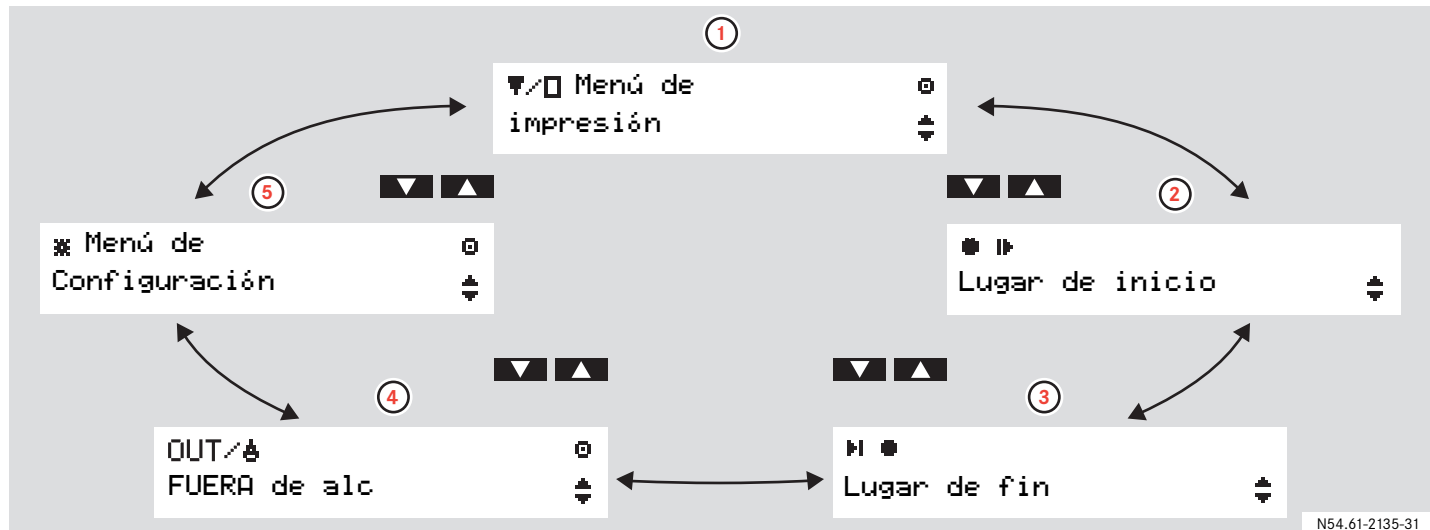 1
▼/▯ Menú de
impresión
2
Lugar de inicio
3
Lugar de fin
4
OUT/
FUERA de alc
5
Menú de
Configuración
N54.61-2135-31